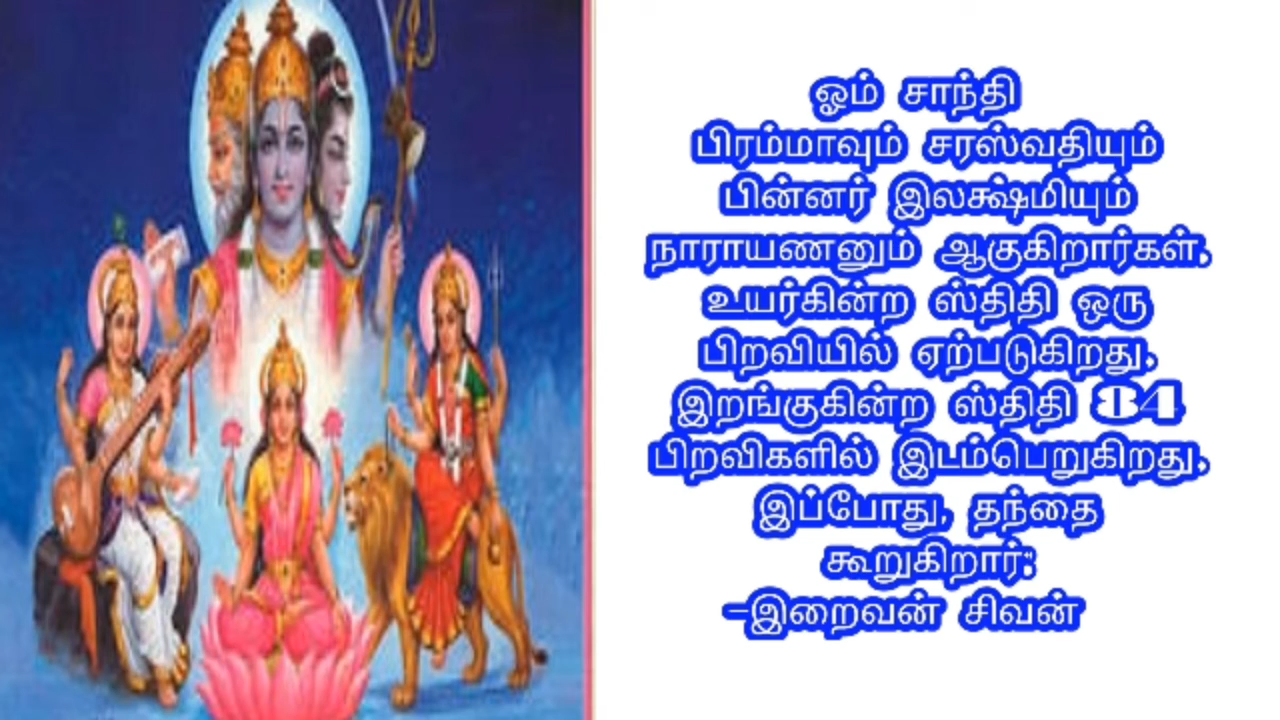 ஓம் சாந்தி
பிரம்மாவும் சரஸ்வதியும்
பின்னர் இலக்ஷ்மியும்
நாராயணனும் ஆகுகிறார்கள்.
உயர்கின்ற ஸ்திதி ஒரு
பிறவியில் ஏற்படுகிறது.
இறங்குகின்ற ஸ்திதி 84
பிறவிகளில் இடம்பெறுகிறது.
இப்போது, தந்தை
கூறுகிறார்:
-இறைவன் சிவன்